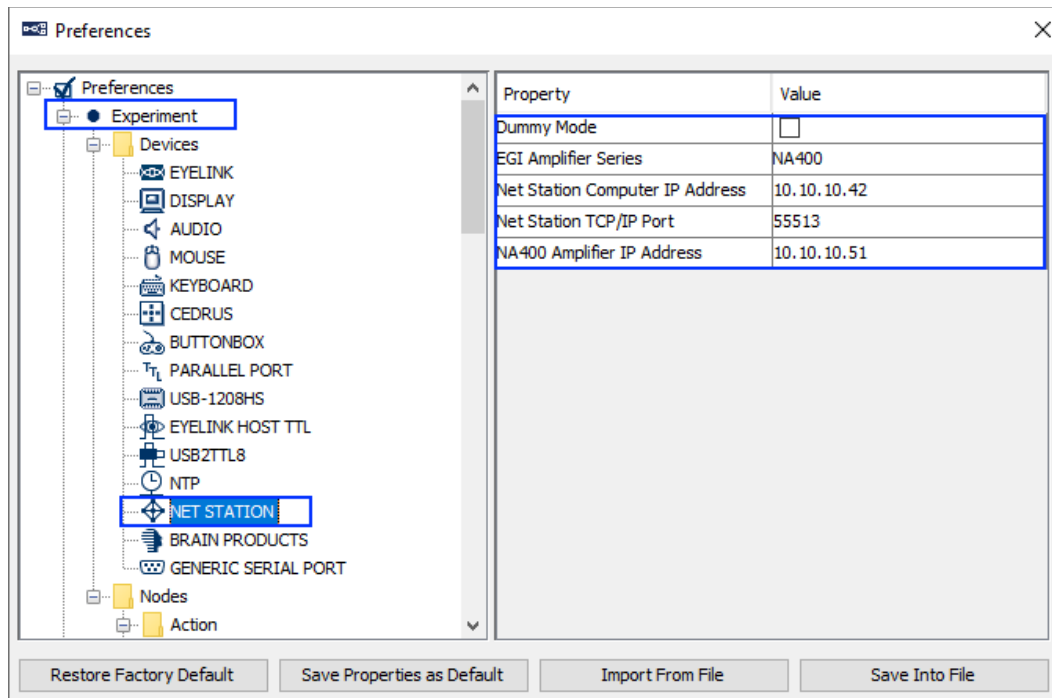 Preferences
Preferences
Experiment
Devices
EYELINK
DISPLAY
AUDIO
MOUSE
KEYBOARD
CEDRUS
BUTTONBOX
TTL PARALLEL PORT
USB-1208HS
EYELINK HOST TTL
USB2TTL8
NTP
NET STATION
BRAIN PRODUCTS
GENERIC SERIAL PORT
Nodes
Action
Property Value
Dummy Mode
EGI Amplifier Series NA400
Net Station Computer IP Address 10.10.10.42
Net Station TCP/IP Port 55513
NA400 Amplifier IP Address 10.10.10.51
Restore Factory Default Save Properties as Default Import From File Save Into File